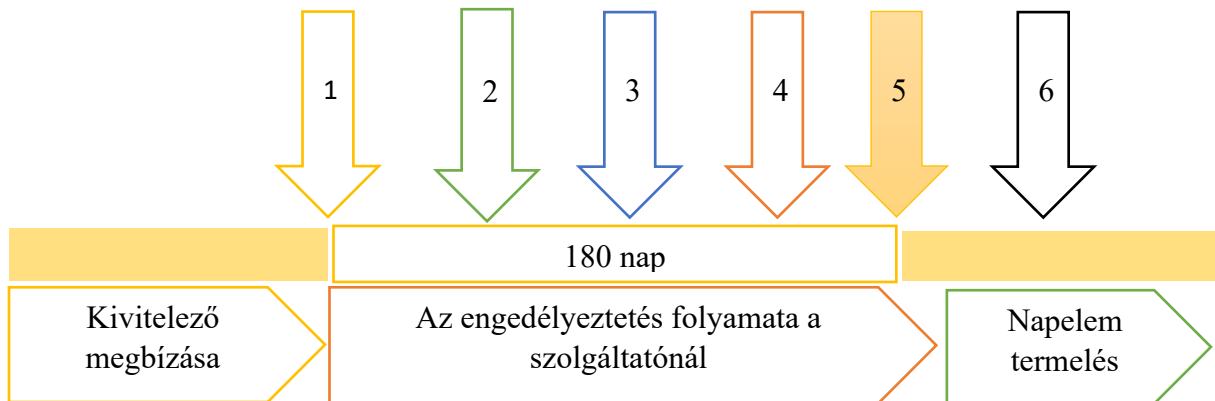 1
2
3
4
5
6
180 nap
Kivitelező
megbízása
Az engedélyeztetés folyamata a
szolgáltatónál
Napelem
termelés